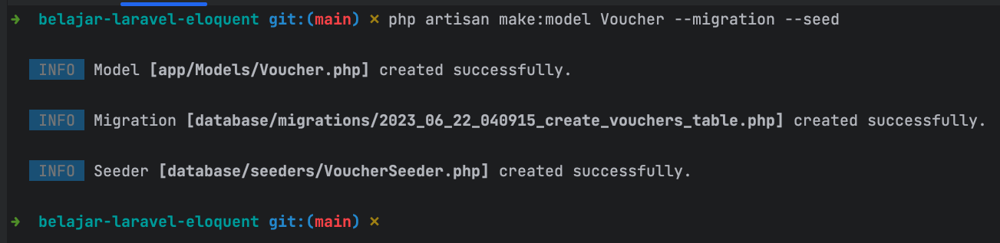 ➜ belajar-laravel-eloquent git:(main) ✗ php artisan make:model Voucher --migration --seed
INFO Model [app/Models/Voucher.php] created successfully.
INFO Migration [database/migrations/2023_06_22_040915_create_vouchers_table.php] created successfully.
INFO Seeder [database/seeders/VoucherSeeder.php] created successfully.
➜ belajar-laravel-eloquent git:(main) ✗